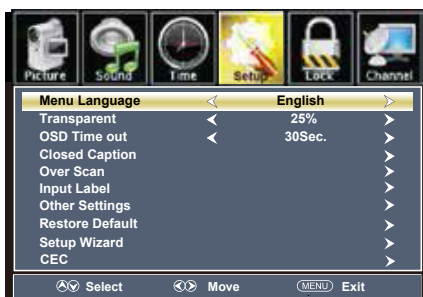 Picture Sound Time Setup Lock Channel
Menu Language English
Transparent 25%
OSD Time out 30Sec.
Closed Caption
Over Scan
Input Label
Other Settings
Restore Default
Setup Wizard
CEC
Select Move MENU Exit